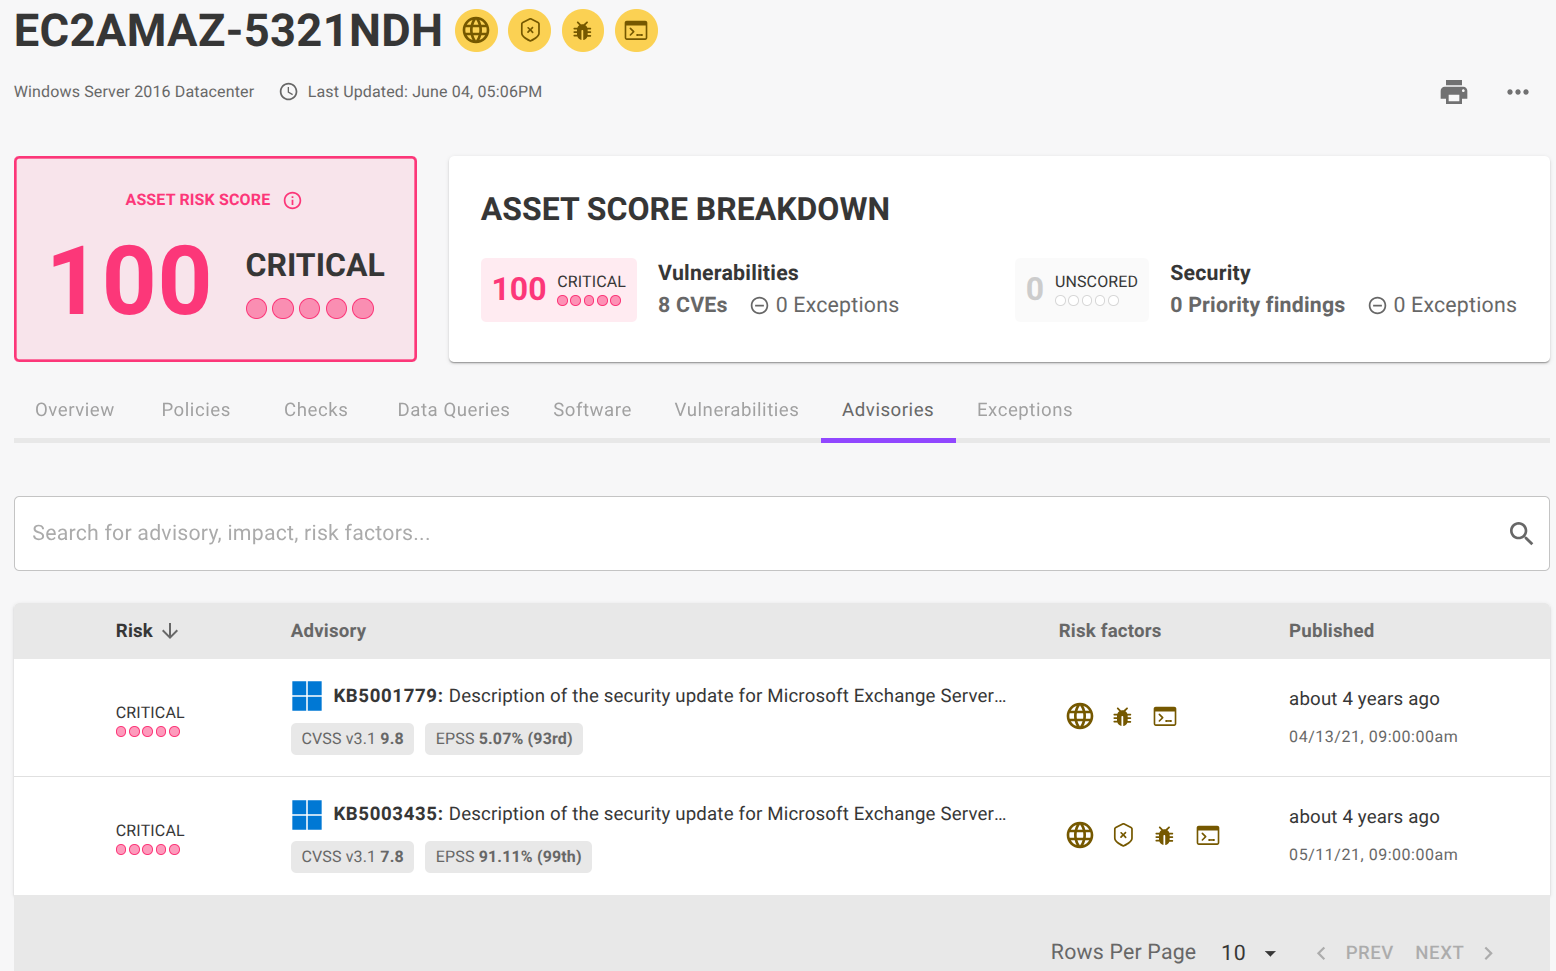 EC2AMAZ-5321NDH
Windows Server 2016 Datacenter Last Updated: June 04, 05:06PM
ASSET RISK SCORE
100 CRITICAL
ASSET SCORE BREAKDOWN
100 CRITICAL
Vulnerabilities
8 CVEs 0 Exceptions
0 UNSCORED
Security
0 Priority findings 0 Exceptions
Overview Policies Checks Data Queries Software Vulnerabilities Advisories Exceptions
Search for advisory, impact, risk factors...
Risk Advisory Risk factors Published
CRITICAL
KB5001779: Description of the security update for Microsoft Exchange Server...
CVSS v3.1 9.8 EPSS 5.07% (93rd)
about 4 years ago
04/13/21, 09:00:00am
CRITICAL
KB5003435: Description of the security update for Microsoft Exchange Server...
CVSS v3.1 7.8 EPSS 91.11% (99th)
about 4 years ago
05/11/21, 09:00:00am
Rows Per Page 10 PREV NEXT